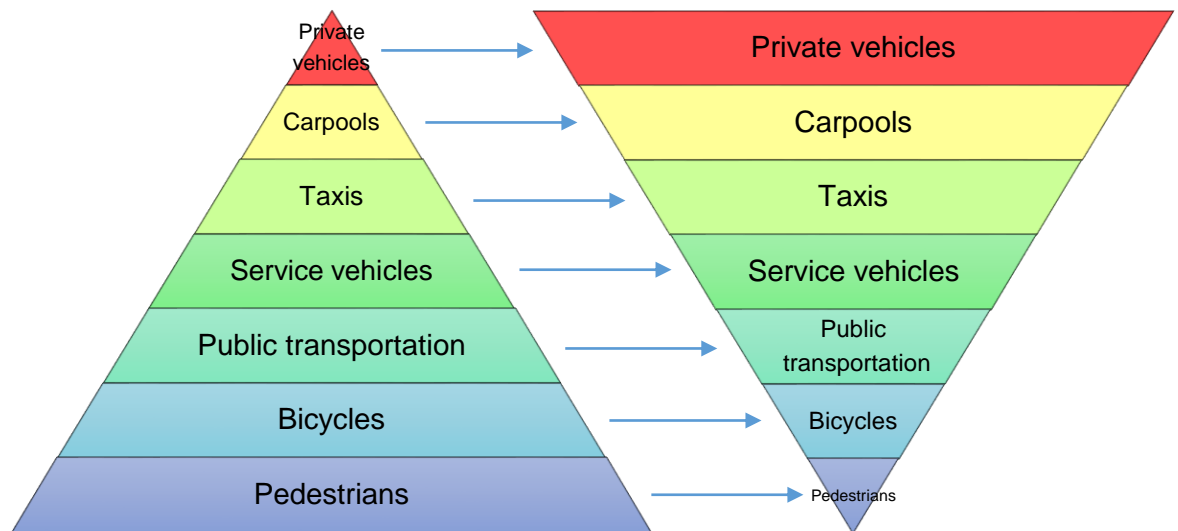 Private
vehicles
Carpools
Taxis
Service vehicles
Public transportation
Bicycles
Pedestrians
Private vehicles
Carpools
Taxis
Service vehicles
Public
transportation
Bicycles
Pedestrians